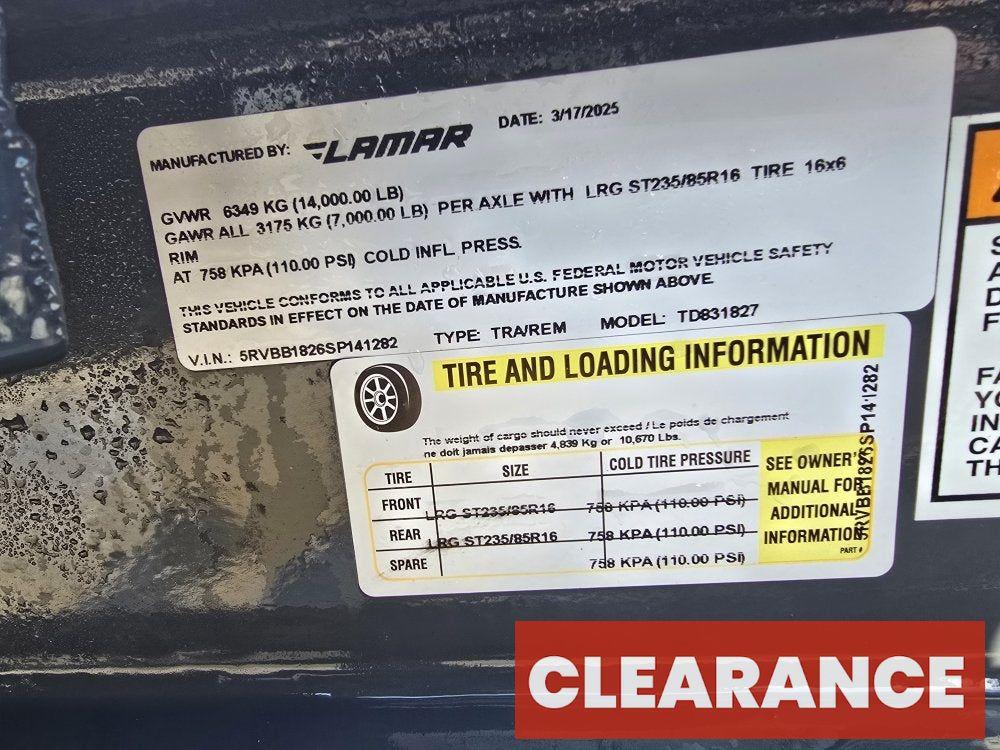 MANUFACTURED BY: LAMAR DATE: 3/17/2025
GVWR 6349 KG (14,000.00 LB)
GAWR ALL 3175 KG (7,000.00 LB) PER AXLE WITH LRG ST235/85R16 TIRE 16x6
RIM
AT 758 KPA (110.00 PSI) COLD INFL. PRESS.
THIS VEHICLE CONFORMS TO ALL APPLICABLE U.S. FEDERAL MOTOR VEHICLE SAFETY
STANDARDS IN EFFECT ON THE DATE OF MANUFACTURE SHOWN ABOVE.
V.I.N.: 5RVBB1826SP141282 TYPE: TRA/REM MODEL: TD831827
TIRE AND LOADING INFORMATION
The weight of cargo should never exceed / Le poids de chargement
ne doit jamais depasser 4,839 Kg or 10,670 Lbs.
TIRE SIZE COLD TIRE PRESSURE
FRONT LRG ST235/85R16 758 KPA (110.00 PSI)
REAR LRG ST235/85R16 758 KPA (110.00 PSI)
SPARE 758 KPA (110.00 PSI)
SEE OWNER'S
MANUAL FOR
ADDITIONAL
INFORMATION
PART #
5RVBB1826SP141282
CLEARANCE